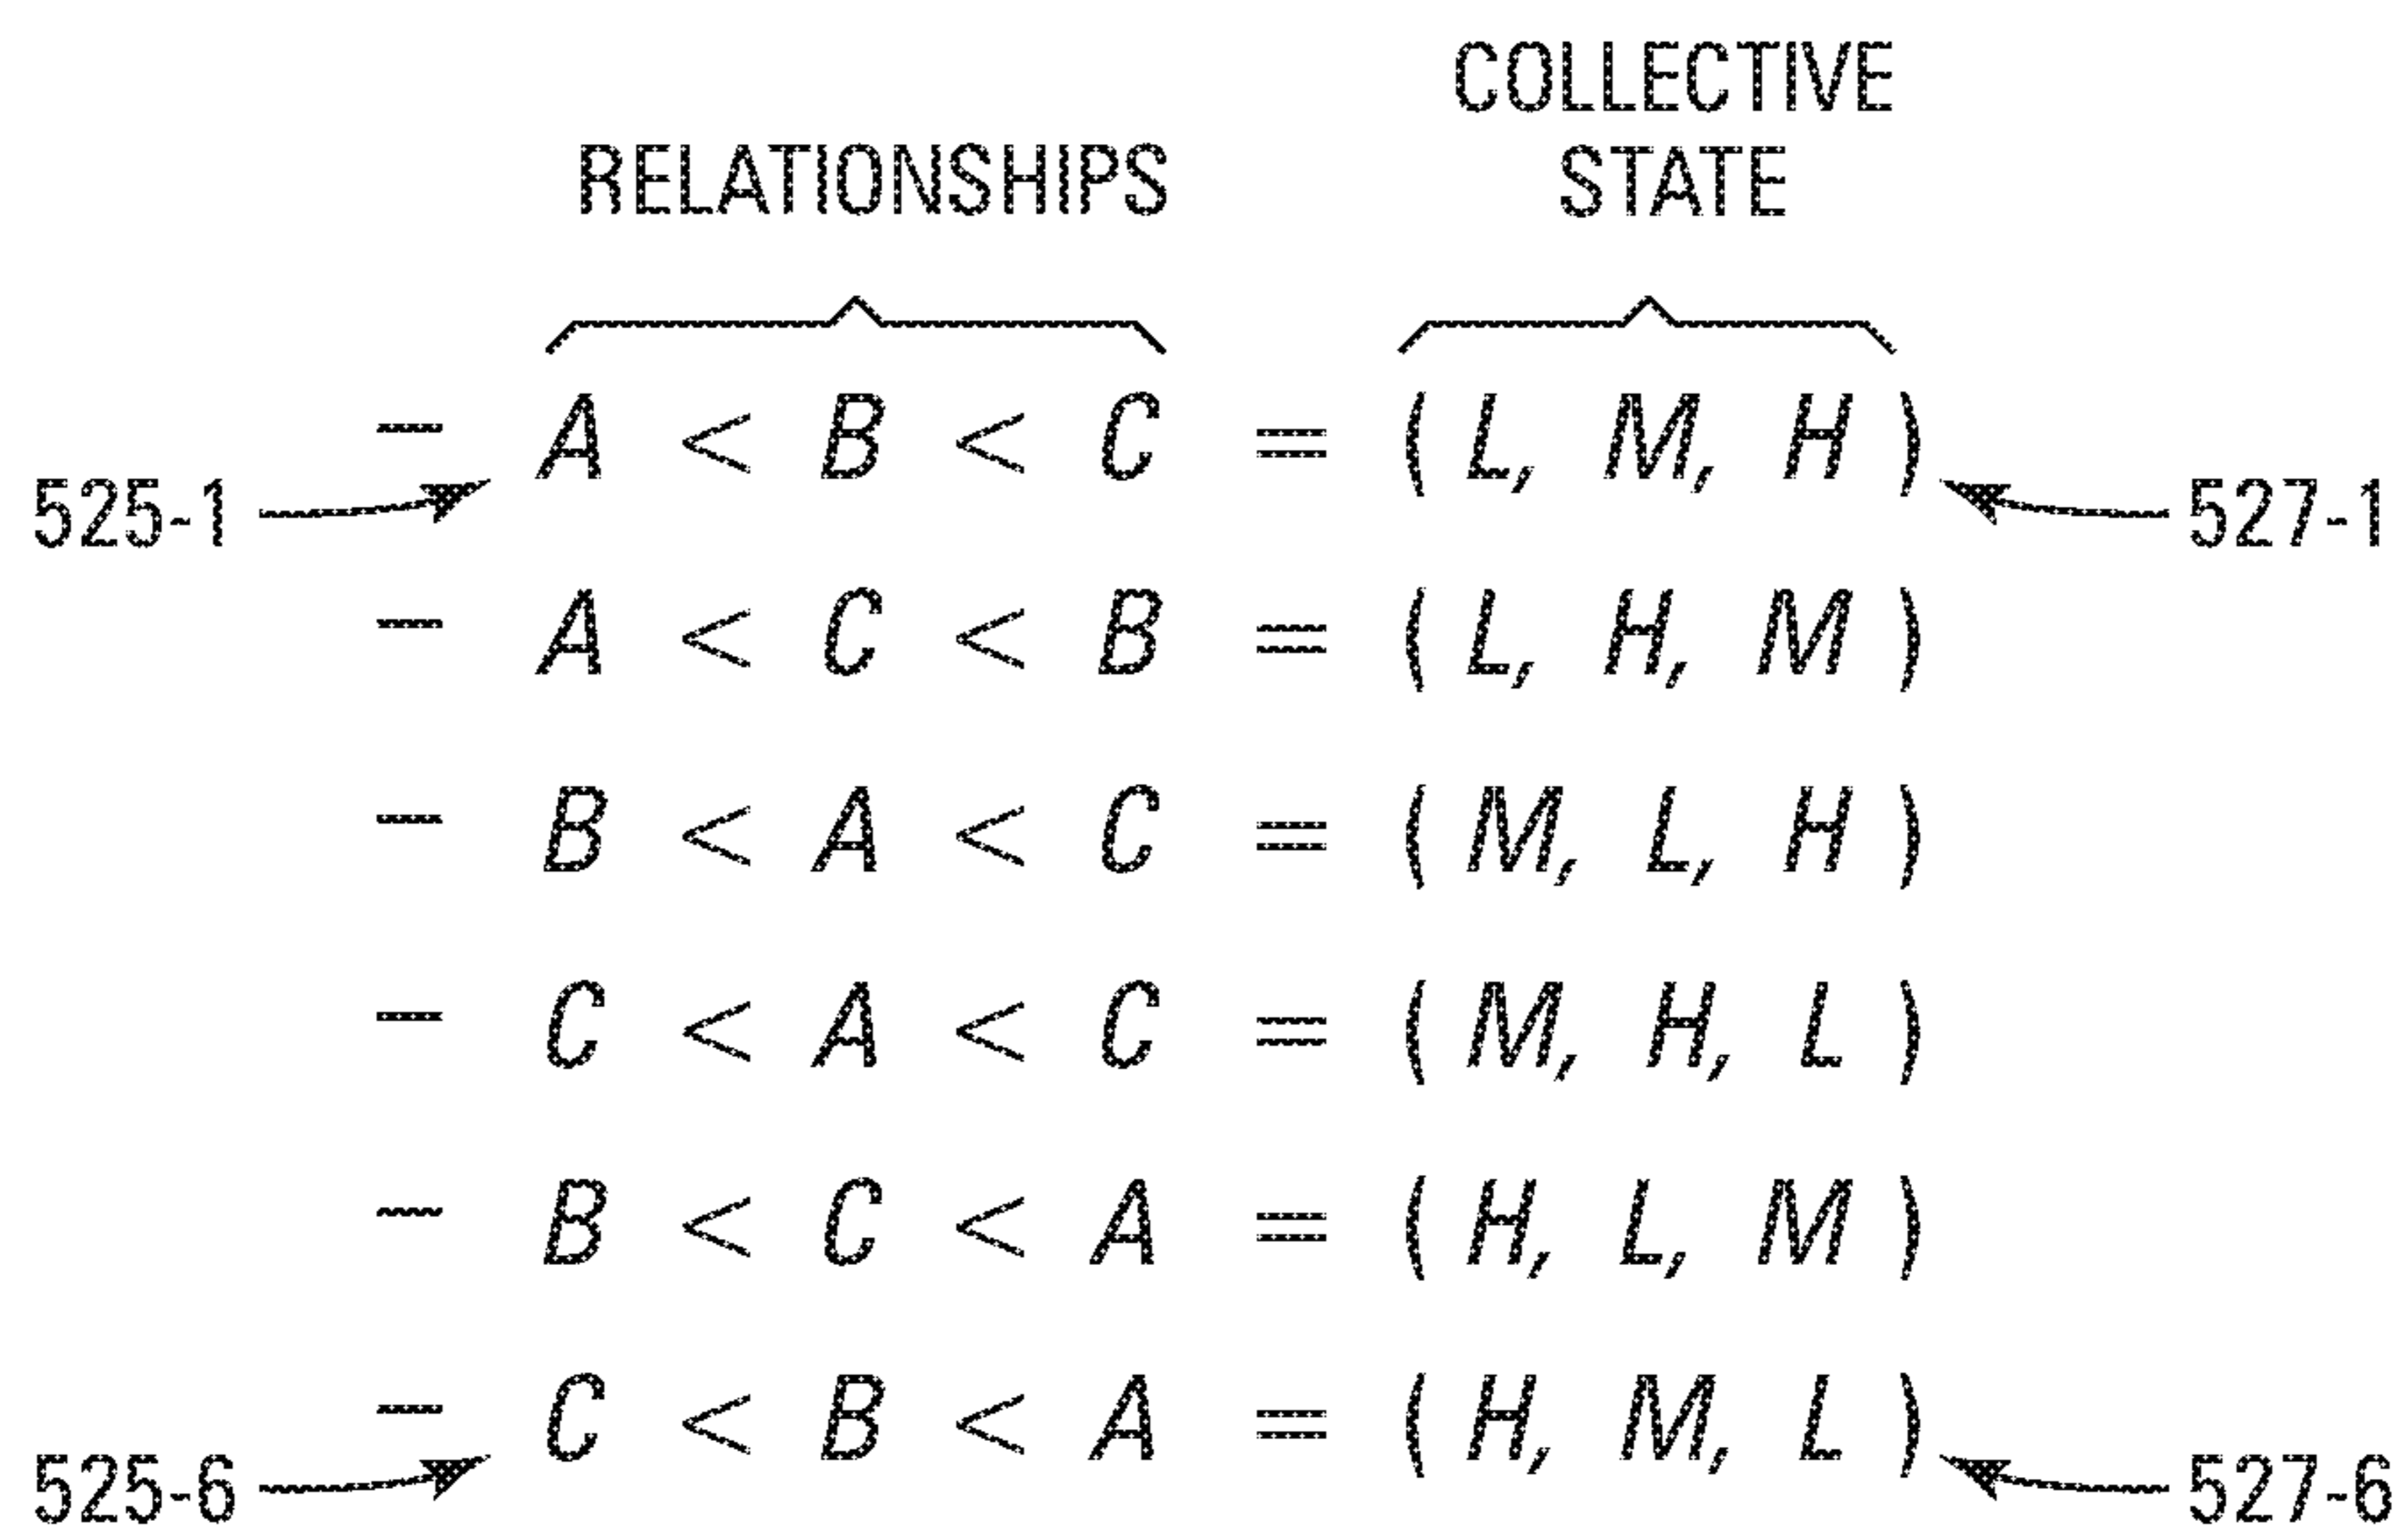 COLLECTIVE
RELATIONSHIPS STATE
– A < B < C = ( L, M, H )
525-1 527-1
– A < C < B = ( L, H, M )
– B < A < C = ( M, L, H )
– C < A < C = ( M, H, L )
– B < C < A = ( H, L, M )
– C < B < A = ( H, M, L )
525-6 527-6